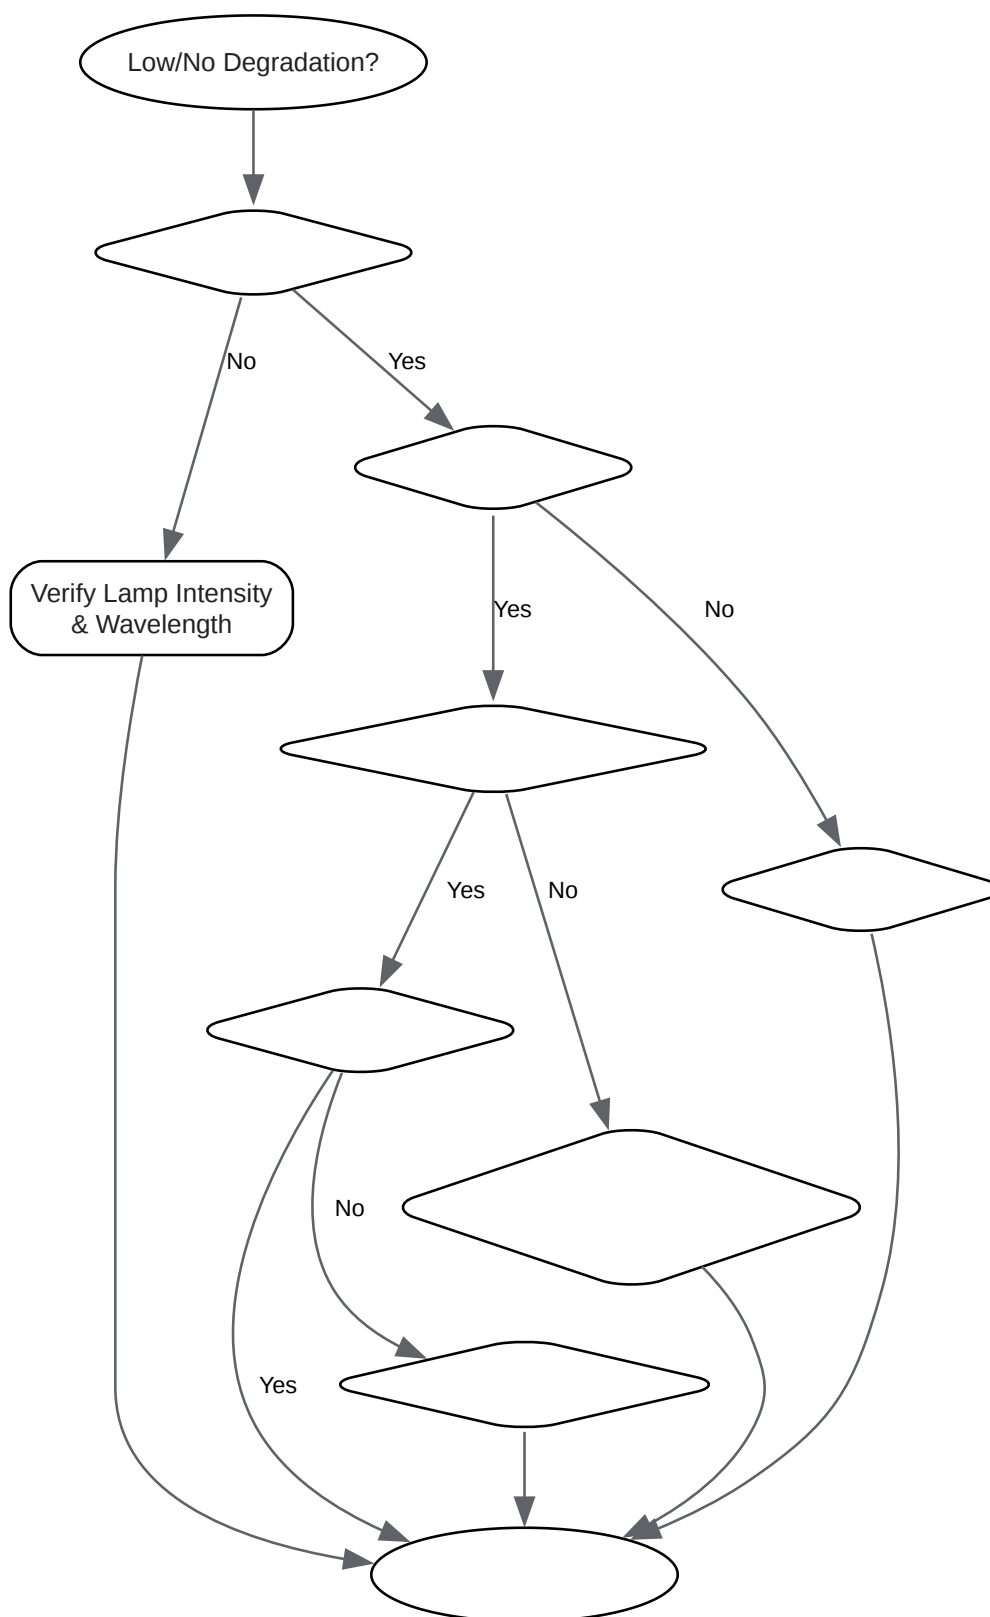 Low/No Degradation?
No
Yes
Verify Lamp Intensity
& Wavelength
Yes
No
Yes
No
No
Yes